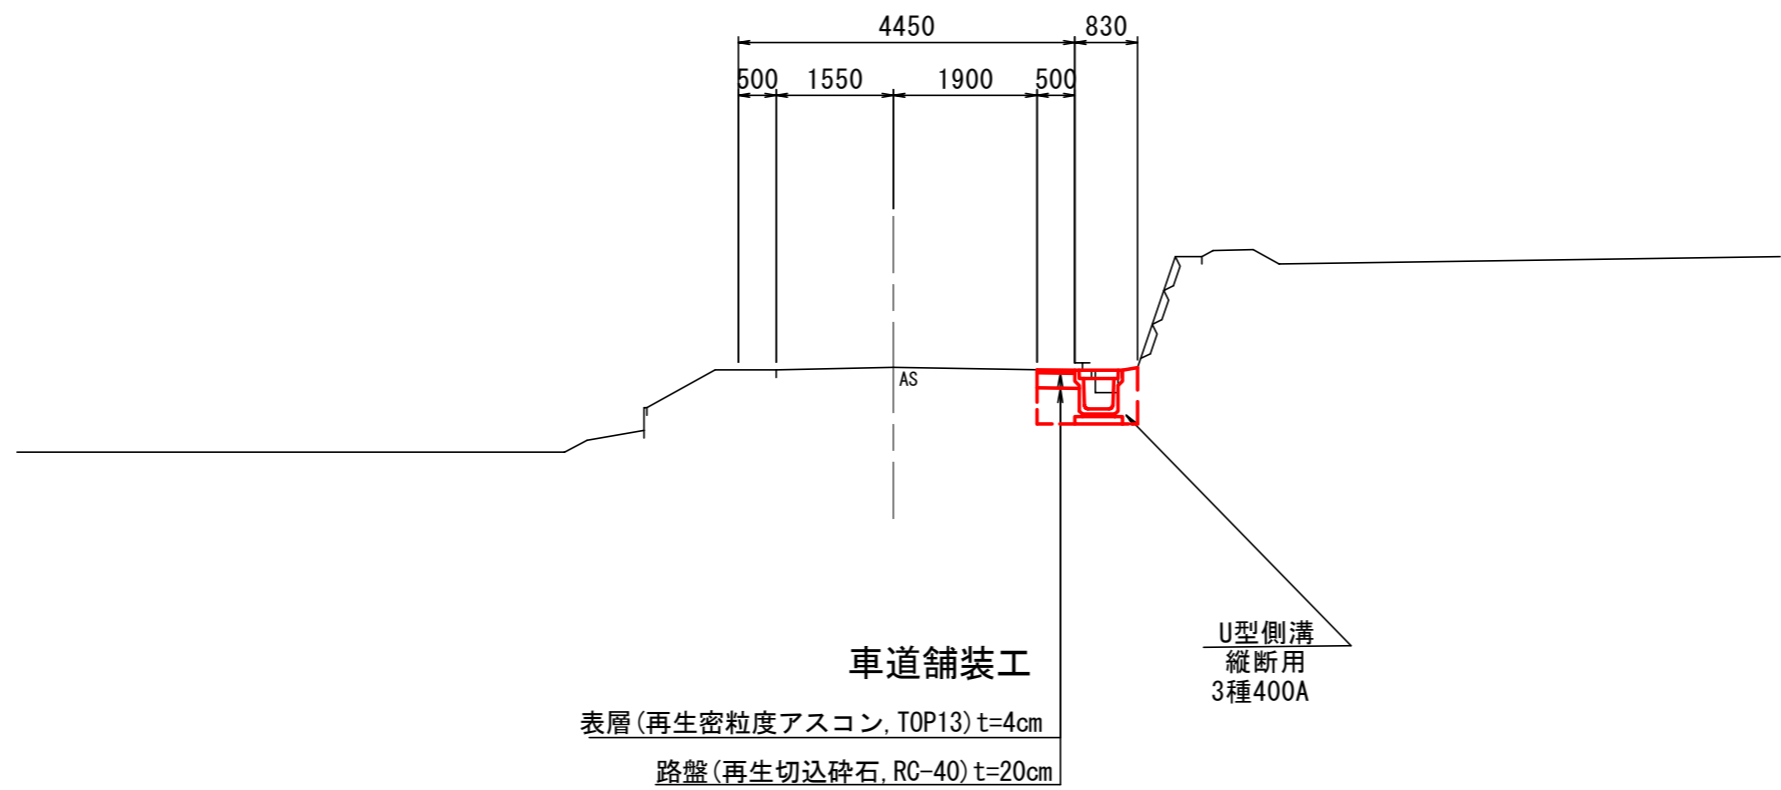 4450 830
500 1550 1900 500
AS
車道舗装工
表層(再生密粒度アスコン,TOP13)t=4cm
路盤(再生切込砕石,RC-40)t=20cm
U型側溝
縦断用
3種400A